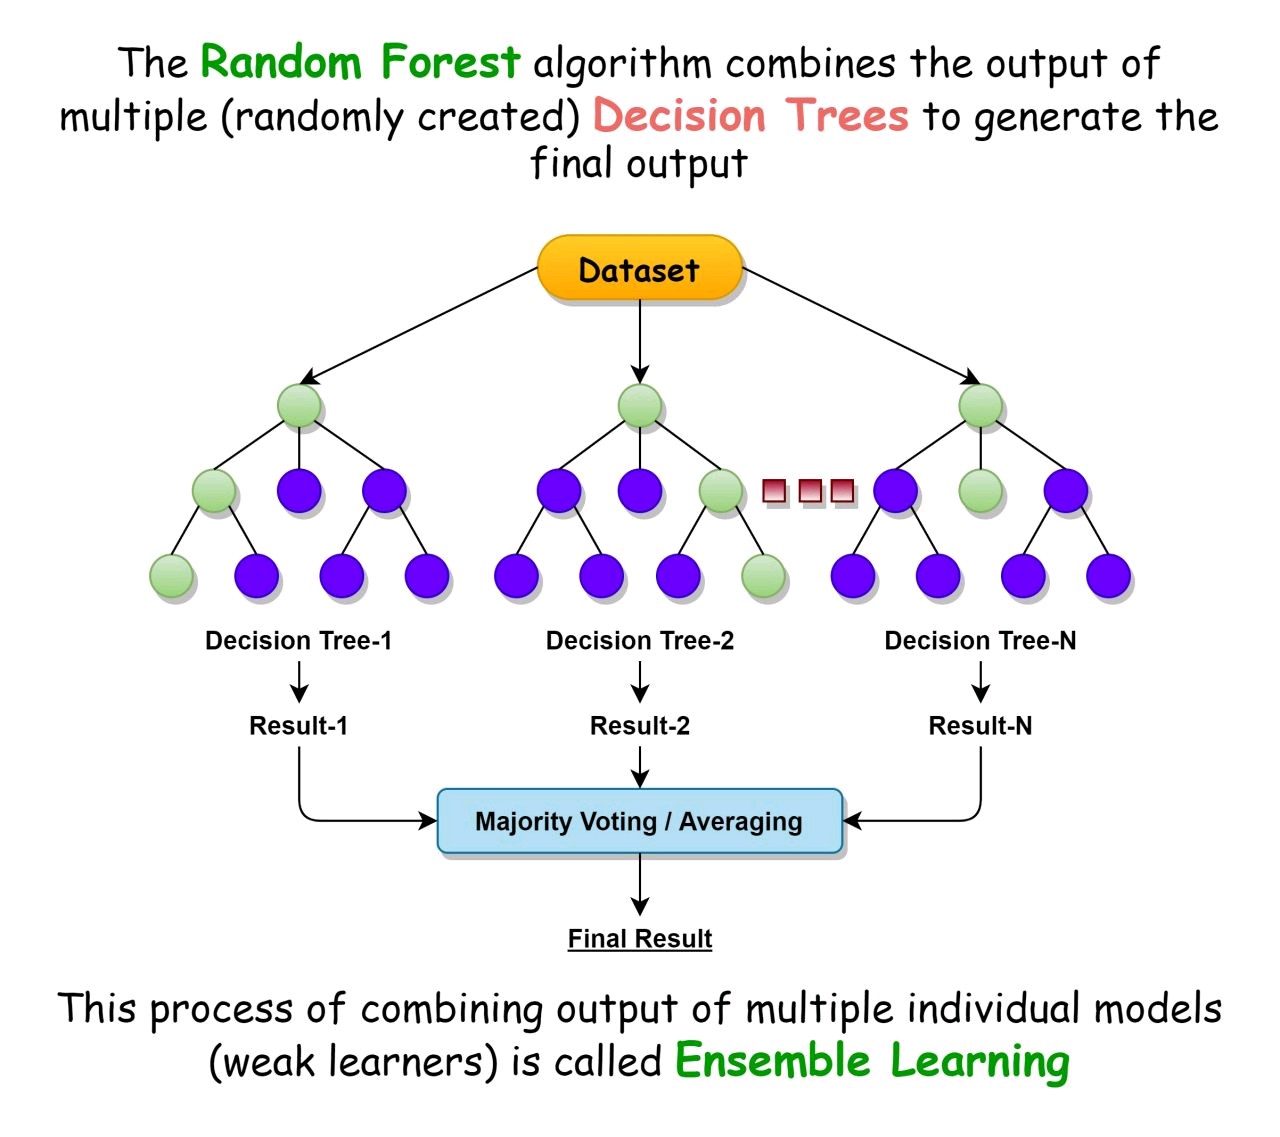 The Random Forest algorithm combines the output of
multiple (randomly created) Decision Trees to generate the
final output
Dataset
Decision Tree-1
Decision Tree-2
Decision Tree-N
Result-1
Result-2
Result-N
Majority Voting / Averaging
Final Result
This process of combining output of multiple individual models
(weak learners) is called Ensemble Learning